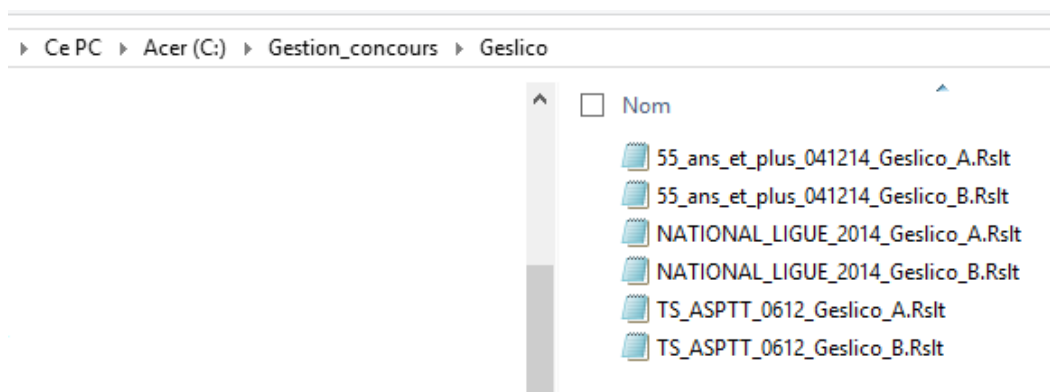 Ce PC Acer (C:) Gestion_concours Geslico
Nom
55_ans_et_plus_041214_Geslico_A.Rslt
55_ans_et_plus_041214_Geslico_B.Rslt
NATIONAL_LIGUE_2014_Geslico_A.Rslt
NATIONAL_LIGUE_2014_Geslico_B.Rslt
TS_ASPTT_0612_Geslico_A.Rslt
TS_ASPTT_0612_Geslico_B.Rslt